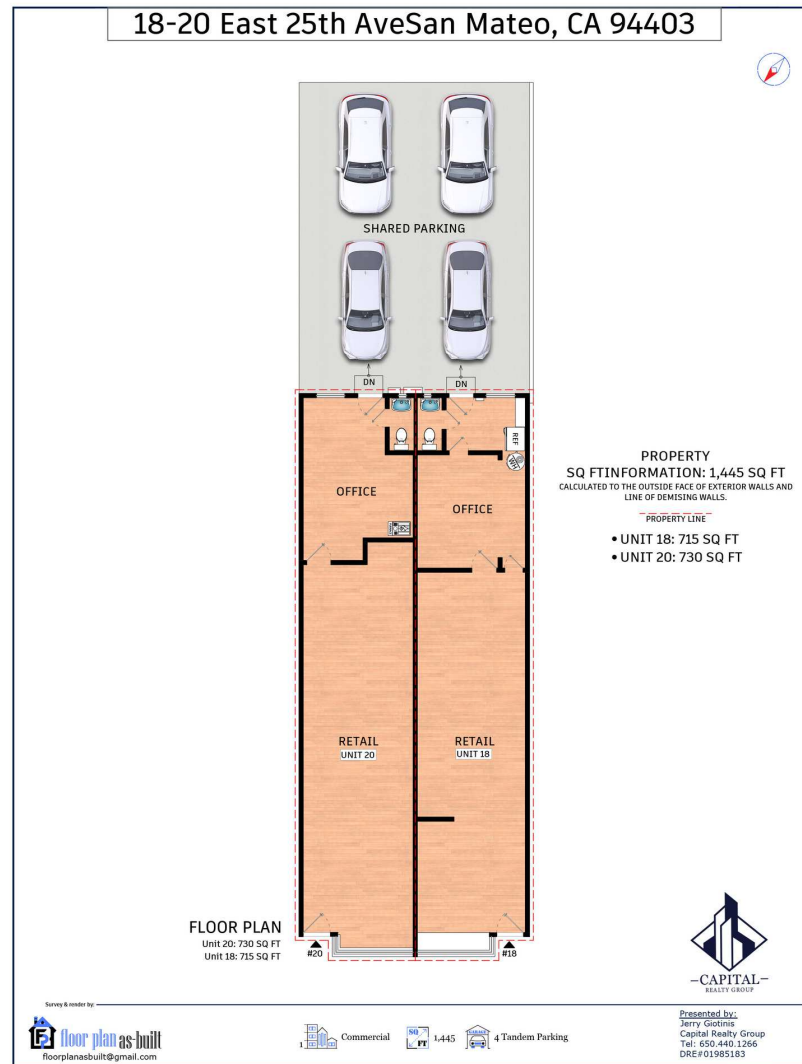 18-20 East 25th AveSan Mateo, CA 94403
SHARED PARKING
DN
DN
REF
WH
OFFICE
OFFICE
PROPERTY
SQ FTINFORMATION: 1,445 SQ FT
CALCULATED TO THE OUTSIDE FACE OF EXTERIOR WALLS AND
LINE OF DEMISING WALLS.
PROPERTY LINE
• UNIT 18: 715 SQ FT
• UNIT 20: 730 SQ FT
RETAIL
UNIT 20
RETAIL
UNIT 18
FLOOR PLAN
Unit 20: 730 SQ FT
Unit 18: 715 SQ FT
#20
#18
-CAPITAL-
REALTY GROUP
Survey & render by:
floor plan as-built
floorplanasbuilt@gmail.com
1
Commercial
SQ
FT
1,445
GARAGE
4 Tandem Parking
Presented by:
Jerry Giotinis
Capital Realty Group
Tel: 650.440.1266
DRE#01985183